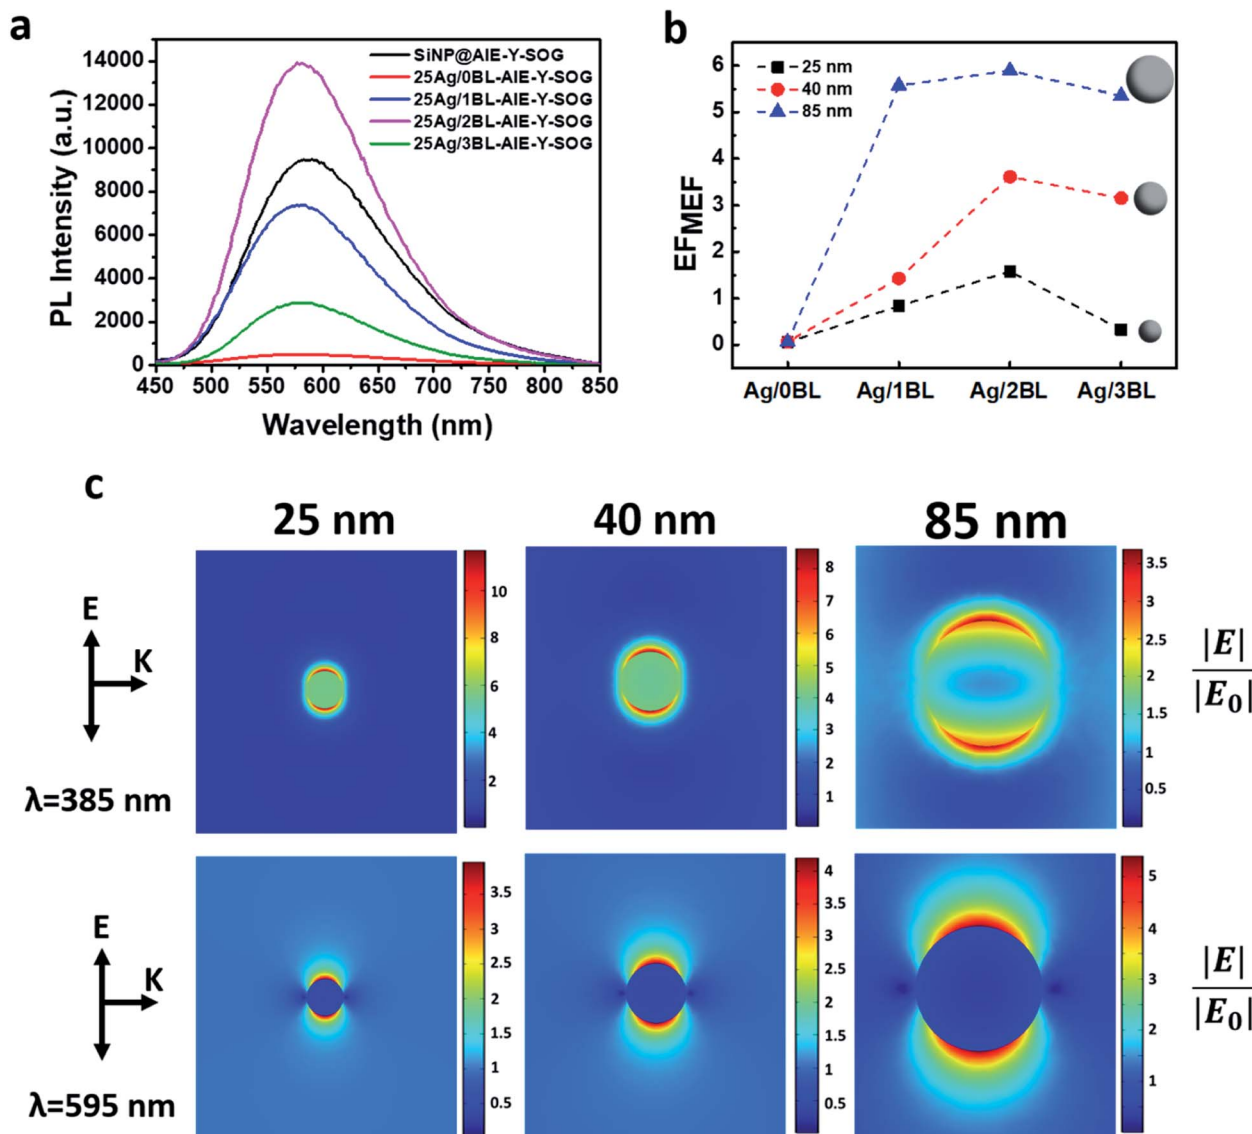 a
PL Intensity (a.u.)
14000
12000
10000
8000
6000
4000
2000
0
SiNP@AIE-Y-SOG
25Ag/0BL-AIE-Y-SOG
25Ag/1BL-AIE-Y-SOG
25Ag/2BL-AIE-Y-SOG
25Ag/3BL-AIE-Y-SOG
450 500 550 600 650 700 750 800 850
Wavelength (nm)
b
EFMEF
6
5
4
3
2
1
0
25 nm
40 nm
85 nm
Ag/0BL Ag/1BL Ag/2BL Ag/3BL
c
25 nm 40 nm 85 nm
E
K
λ=385 nm
10
8
6
4
2
8
7
6
5
4
3
2
1
3.5
3
2.5
2
1.5
1
0.5
0
|E|
|E0|
E
K
λ=595 nm
3.5
3
2.5
2
1.5
1
0.5
4
3.5
3
2.5
2
1.5
1
0.5
5
4
3
2
1
|E|
|E0|